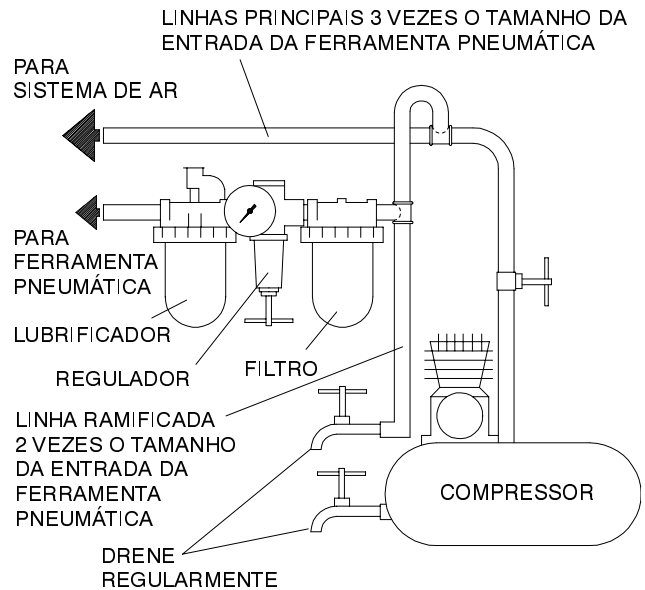 LINHAS PRINCIPAIS 3 VEZES O TAMANHO DA
ENTRADA DA FERRAMENTA PNEUMÁTICA
PARA
SISTEMA DE AR
PARA
FERRAMENTA
PNEUMÁTICA
LUBRIFICADOR
REGULADOR
FILTRO
LINHA RAMIFICADA
2 VEZES O TAMANHO
DA ENTRADA DA
FERRAMENTA
PNEUMÁTICA
COMPRESSOR
DRENE
REGULARMENTE